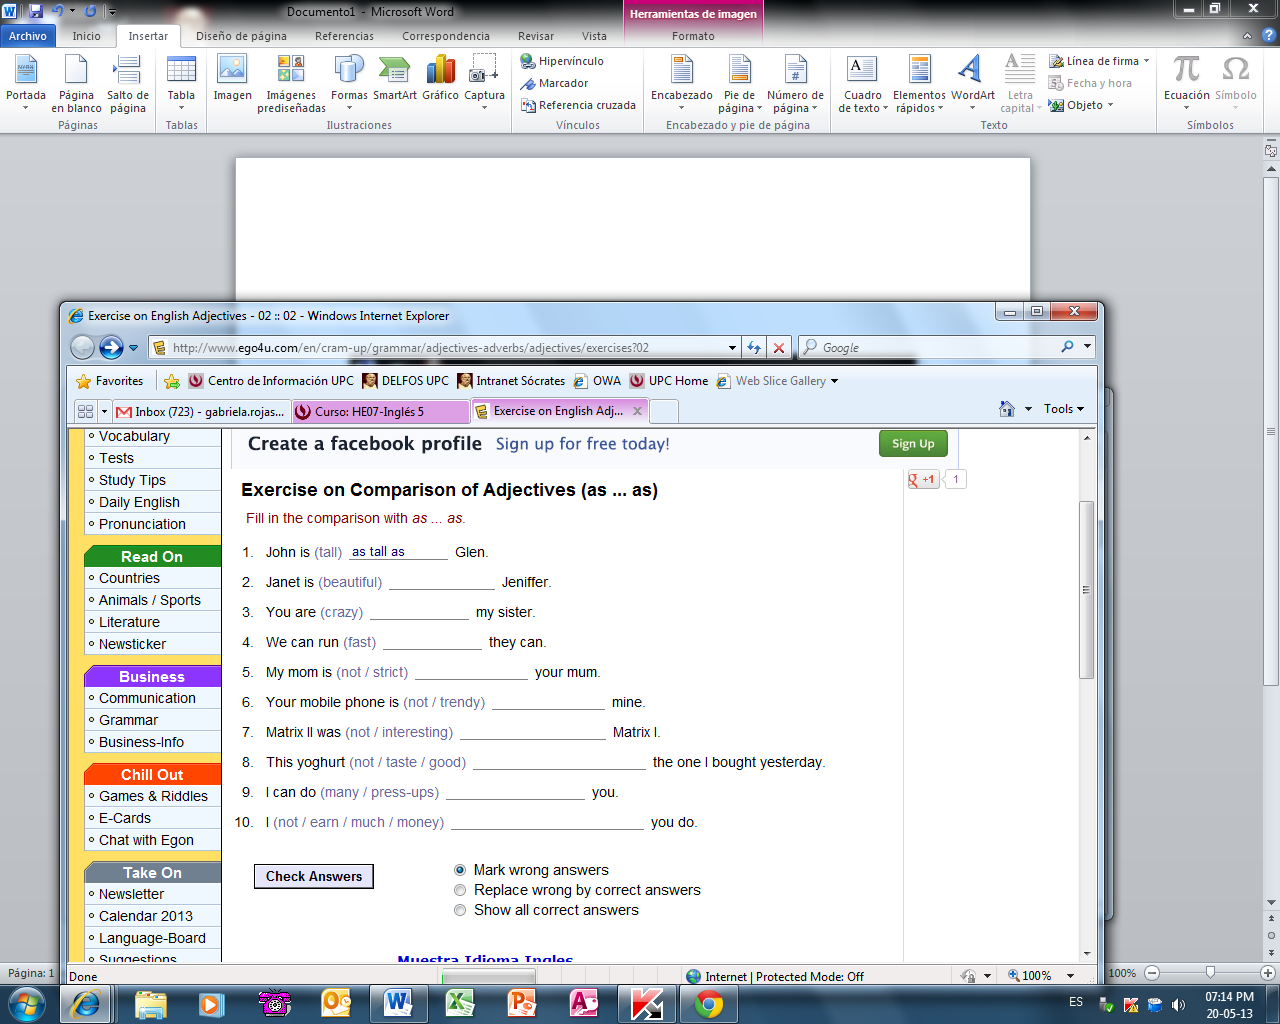 Documento1 - Microsoft Word
Herramientas de imagen
Archivo Inicio Insertar Diseño de página Referencias Correspondencia Revisar Vista Formato
Portada Página en blanco Salto de página
Páginas
Tabla
Tablas
Imagen Imágenes prediseñadas Formas SmartArt Gráfico Captura
Ilustraciones
Hipervínculo
Marcador
Referencia cruzada
Vínculos
Encabezado Pie de página Número de página
Encabezado y pie de página
Cuadro de texto Elementos rápidos WordArt Letra capital
Línea de firma
Fecha y hora
Objeto
Texto
Ecuación Símbolo
Símbolos
Exercise on English Adjectives - 02 :: 02 - Windows Internet Explorer
http://www.ego4u.com/en/cram-up/grammar/adjectives-adverbs/adjectives/exercises?02
Google
Favorites Centro de Información UPC DELFOS UPC Intranet Sócrates OWA UPC Home Web Slice Gallery
Inbox (723) - gabriela.rojas... Curso: HE07-Inglés 5 Exercise on English Adj... Tools
Vocabulary
Tests
Study Tips
Daily English
Pronunciation
Read On
Countries
Animals / Sports
Literature
Newsticker
Business
Communication
Grammar
Business-Info
Chill Out
Games & Riddles
E-Cards
Chat with Egon
Take On
Newsletter
Calendar 2013
Language-Board
Suggestions
Create a facebook profile Sign up for free today! Sign Up
+1 1
Exercise on Comparison of Adjectives (as ... as)
Fill in the comparison with as ... as.
1. John is (tall) as tall as Glen.
2. Janet is (beautiful) ____ Jeniffer.
3. You are (crazy) ____ my sister.
4. We can run (fast) ____ they can.
5. My mom is (not / strict) ____ your mum.
6. Your mobile phone is (not / trendy) ____ mine.
7. Matrix II was (not / interesting) ____ Matrix I.
8. This yoghurt (not / taste / good) ____ the one I bought yesterday.
9. I can do (many / press-ups) ____ you.
10. I (not / earn / much / money) ____ you do.
Check Answers
Mark wrong answers
Replace wrong by correct answers
Show all correct answers
Muestra Idioma Ingles
Done Internet | Protected Mode: Off 100%
Página: 1 100%
ES 07:14 PM
20-05-13